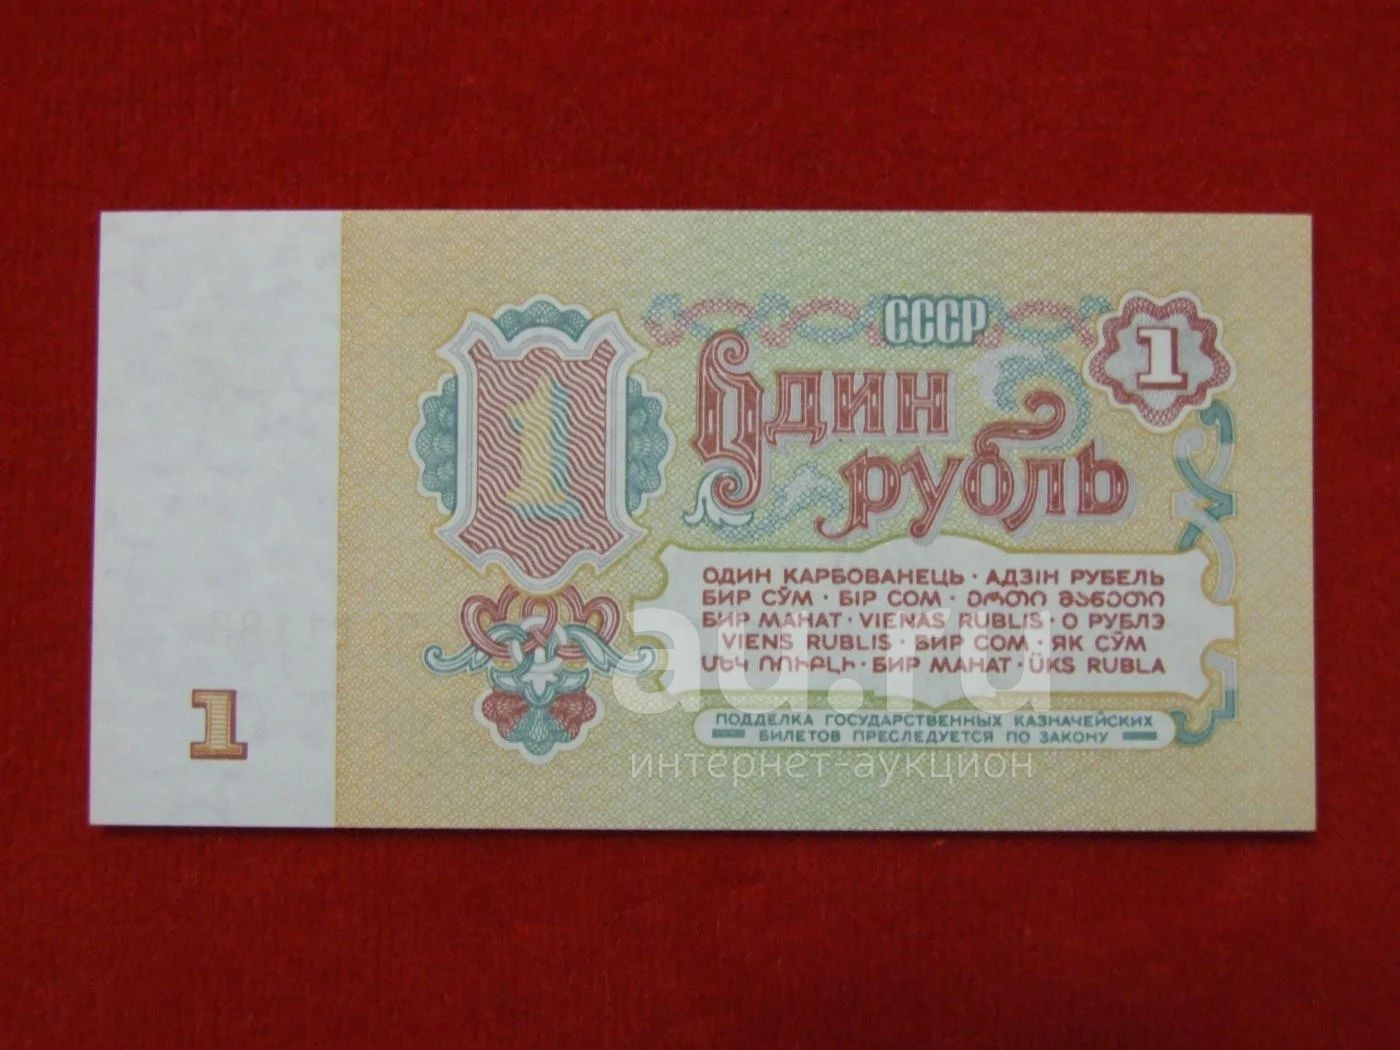 СССР
1
1
Один
рубль
ОДИН КАРБОВАНЕЦЬ · АДЗІН РУБЕЛЬ
БИР СЎМ · БІР СОМ · ᲔᲠᲗᲘ ᲛᲐᲜᲔᲗᲘ
БИР МАНАТ · VIENAS RUBLIS · О РУБЛЭ
VIENS RUBLIS · БИР СОМ · ЯК СӮМ
ՄԵԿ ՌՈՒԲԼԻ · БИР МАНАТ · ÜKS RUBLA
ПОДДЕЛКА ГОСУДАРСТВЕННЫХ КАЗНАЧЕЙСКИХ
БИЛЕТОВ ПРЕСЛЕДУЕТСЯ ПО ЗАКОНУ
1
au.ru
интернет-аукцион